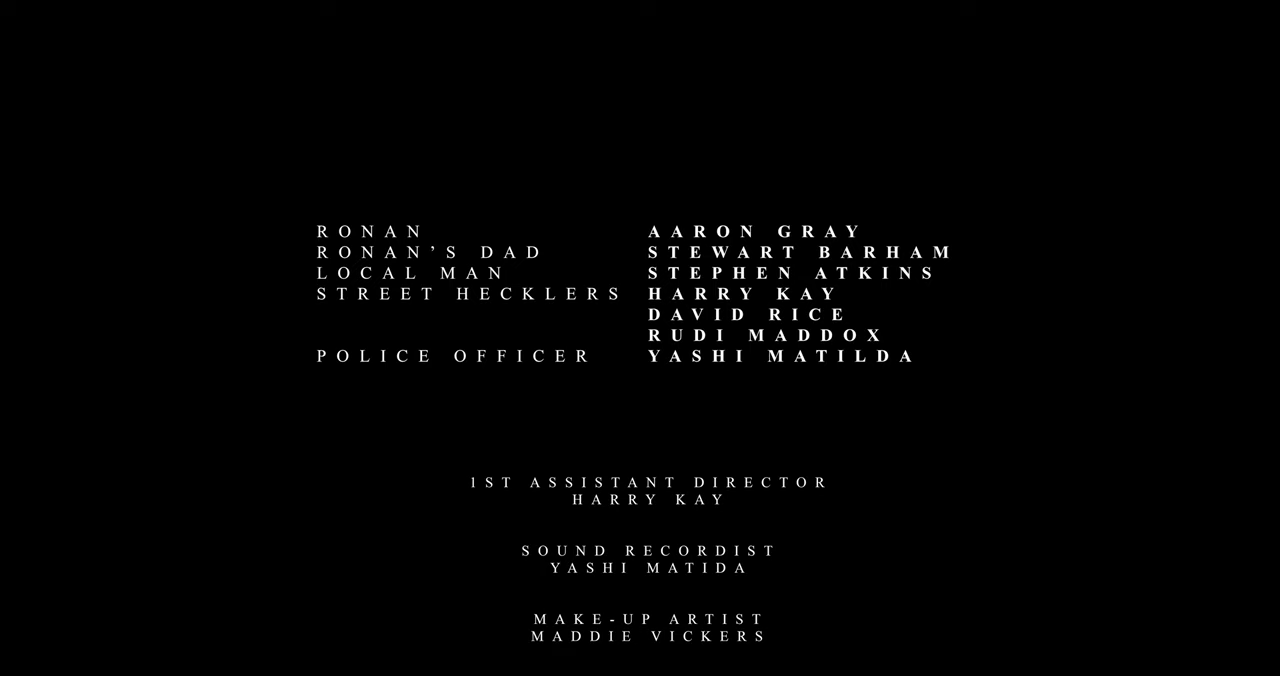 RONAN AARON GRAY
RONAN'S DAD STEWART BARHAM
LOCAL MAN STEPHEN ATKINS
STREET HECKLERS HARRY KAY
DAVID RICE
RUDI MADDOX
POLICE OFFICER YASHI MATILDA
1ST ASSISTANT DIRECTOR
HARRY KAY
SOUND RECORDIST
YASHI MATIDA
MAKE-UP ARTIST
MADDIE VICKERS